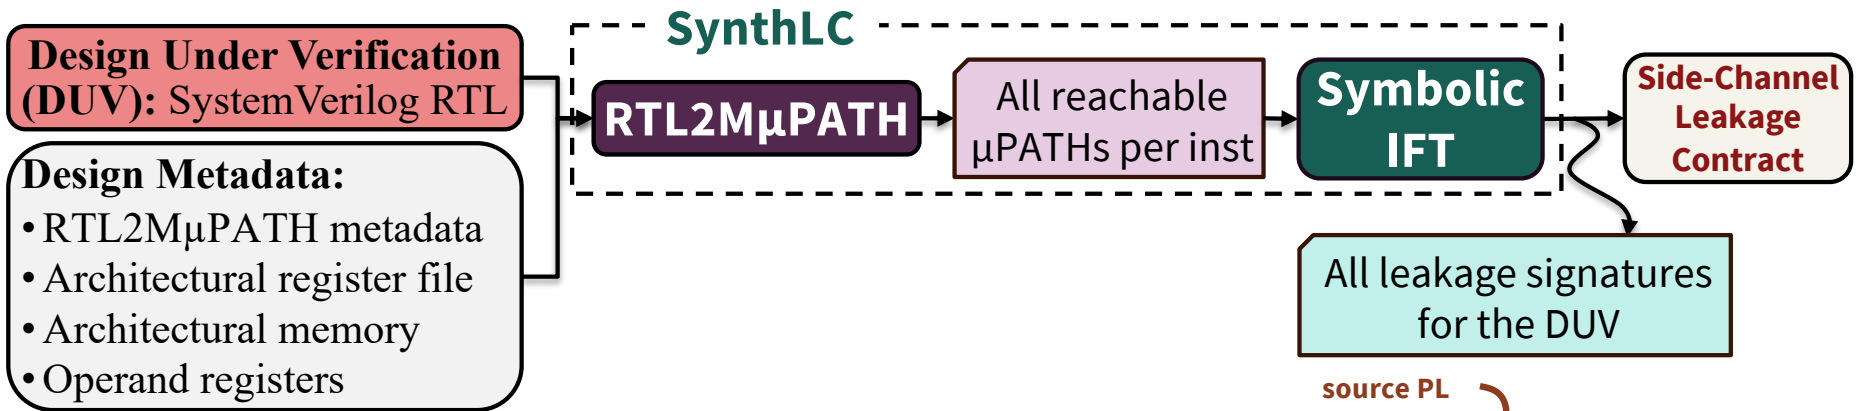 SynthLC
Design Under Verification
(DUV): SystemVerilog RTL
Design Metadata:
• RTL2MμPATH metadata
• Architectural register file
• Architectural memory
• Operand registers
RTL2MμPATH
All reachable
μPATHs per inst
Symbolic
IFT
Side-Channel
Leakage
Contract
All leakage signatures
for the DUV
source PL